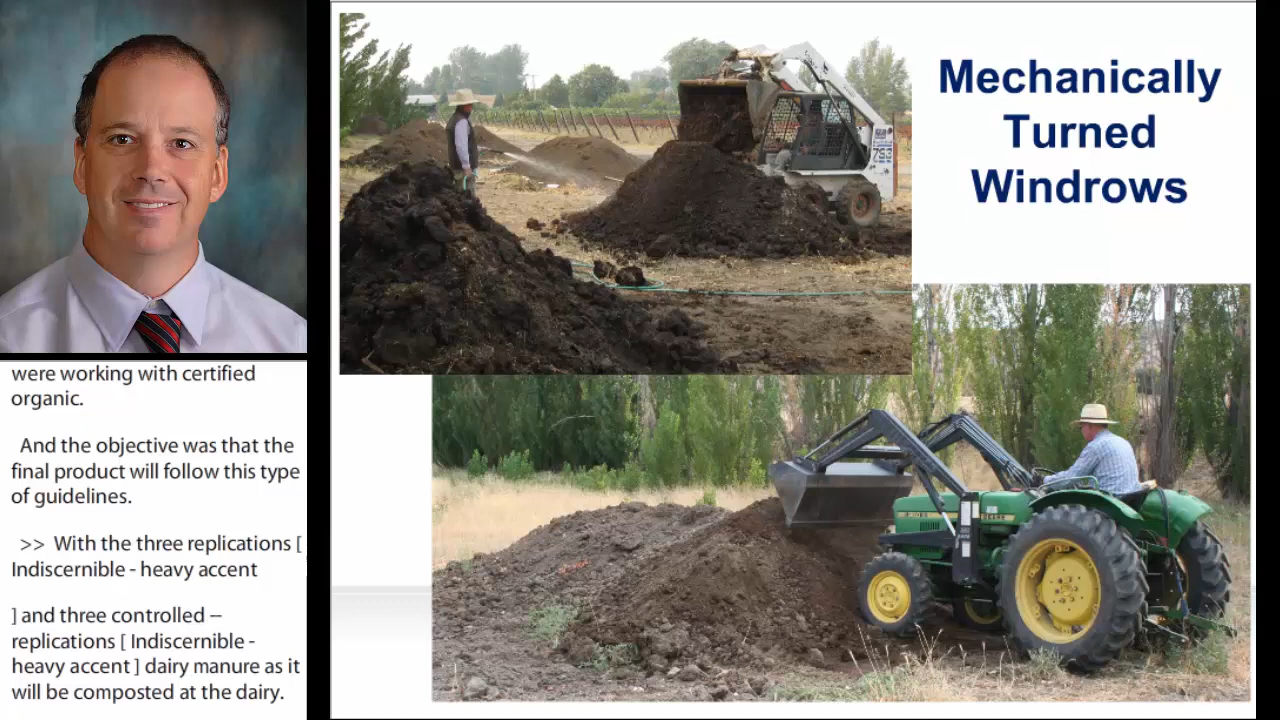 Mechanically
Turned
Windrows
were working with certified
organic.
And the objective was that the
final product will follow this type
of guidelines.
>> With the three replications [
Indiscernible - heavy accent
] and three controlled --
replications [ Indiscernible -
heavy accent ] dairy manure as it
will be composted at the dairy.